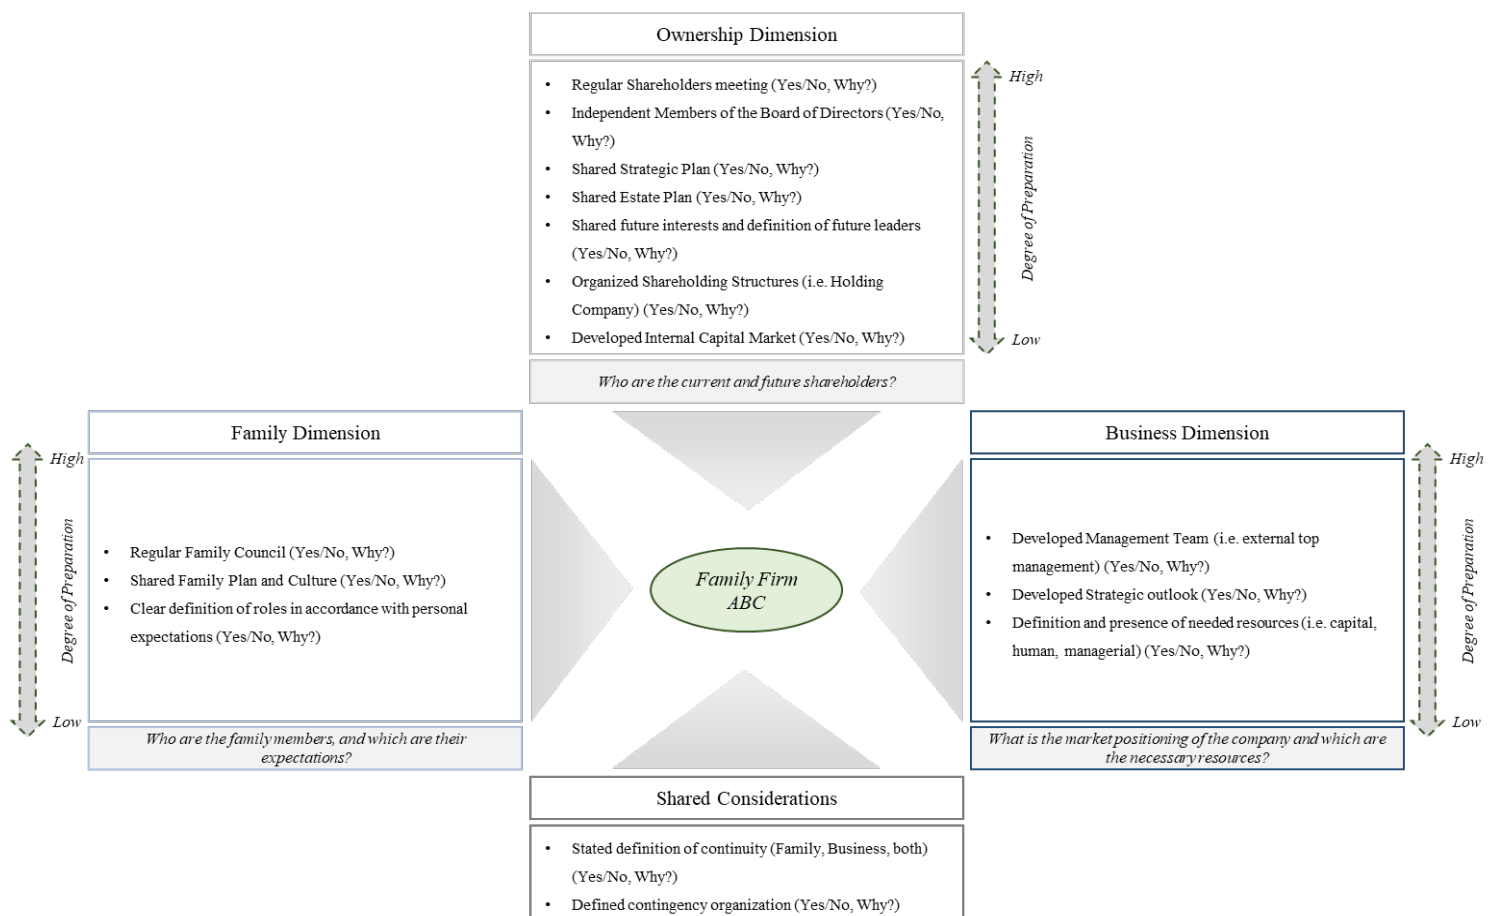 Ownership Dimension
• Regular Shareholders meeting (Yes/No, Why?)
• Independent Members of the Board of Directors (Yes/No,
Why?)
• Shared Strategic Plan (Yes/No, Why?)
• Shared Estate Plan (Yes/No, Why?)
• Shared future interests and definition of future leaders
(Yes/No, Why?)
• Organized Shareholding Structures (i.e. Holding
Company) (Yes/No, Why?)
• Developed Internal Capital Market (Yes/No, Why?)
Who are the current and future shareholders?
High
Degree of Preparation
Low
Family Dimension
High
Degree of Preparation
Low
• Regular Family Council (Yes/No, Why?)
• Shared Family Plan and Culture (Yes/No, Why?)
• Clear definition of roles in accordance with personal
expectations (Yes/No, Why?)
Who are the family members, and which are their
expectations?
Family Firm
ABC
Business Dimension
• Developed Management Team (i.e. external top
management) (Yes/No, Why?)
• Developed Strategic outlook (Yes/No, Why?)
• Definition and presence of needed resources (i.e. capital,
human, managerial) (Yes/No, Why?)
What is the market positioning of the company and which are
the necessary resources?
High
Degree of Preparation
Low
Shared Considerations
• Stated definition of continuity (Family, Business, both)
(Yes/No, Why?)
• Defined contingency organization (Yes/No, Why?)